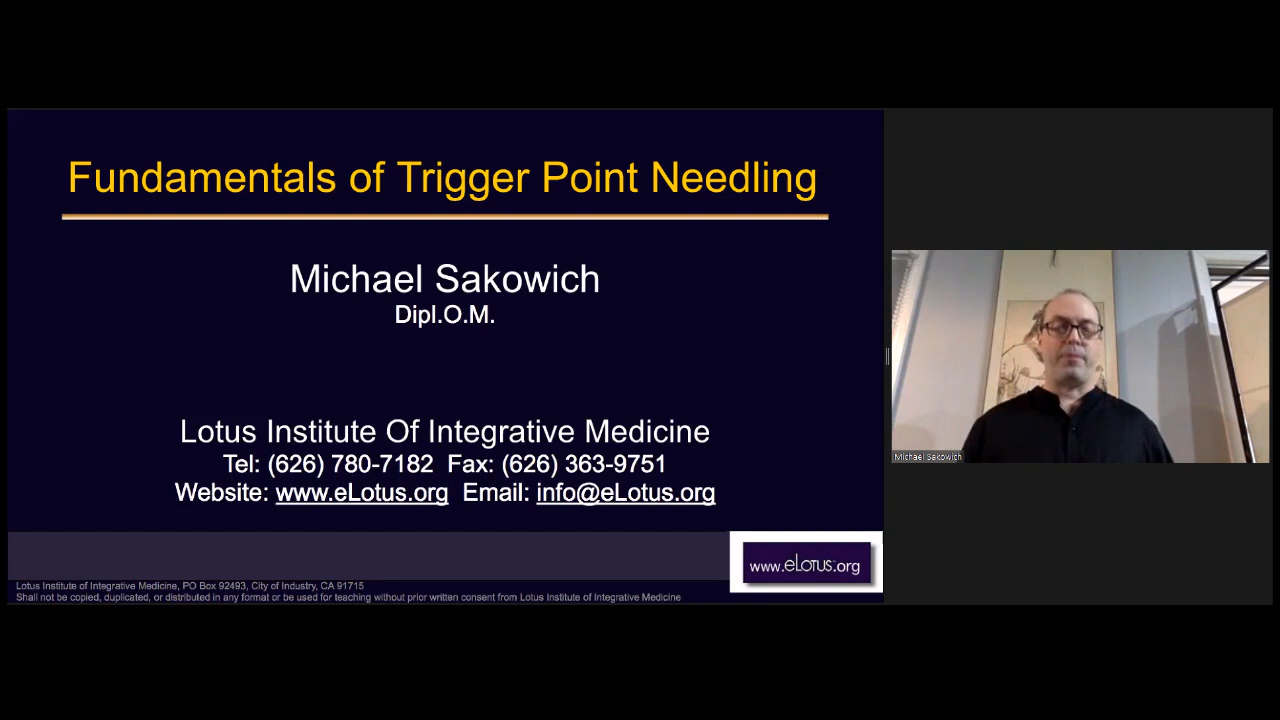 Fundamentals of Trigger Point Needling
Michael Sakowich
Dipl.O.M.
Lotus Institute Of Integrative Medicine
Tel: (626) 780-7182 Fax: (626) 363-9751
Website: www.eLotus.org Email: info@eLotus.org
www.eLotus.org
Lotus Institute of Integrative Medicine, PO Box 92493, City of Industry, CA 91715
Shall not be copied, duplicated, or distributed in any format or be used for teaching without prior written consent from Lotus Institute of Integrative Medicine
Michael Sakowich